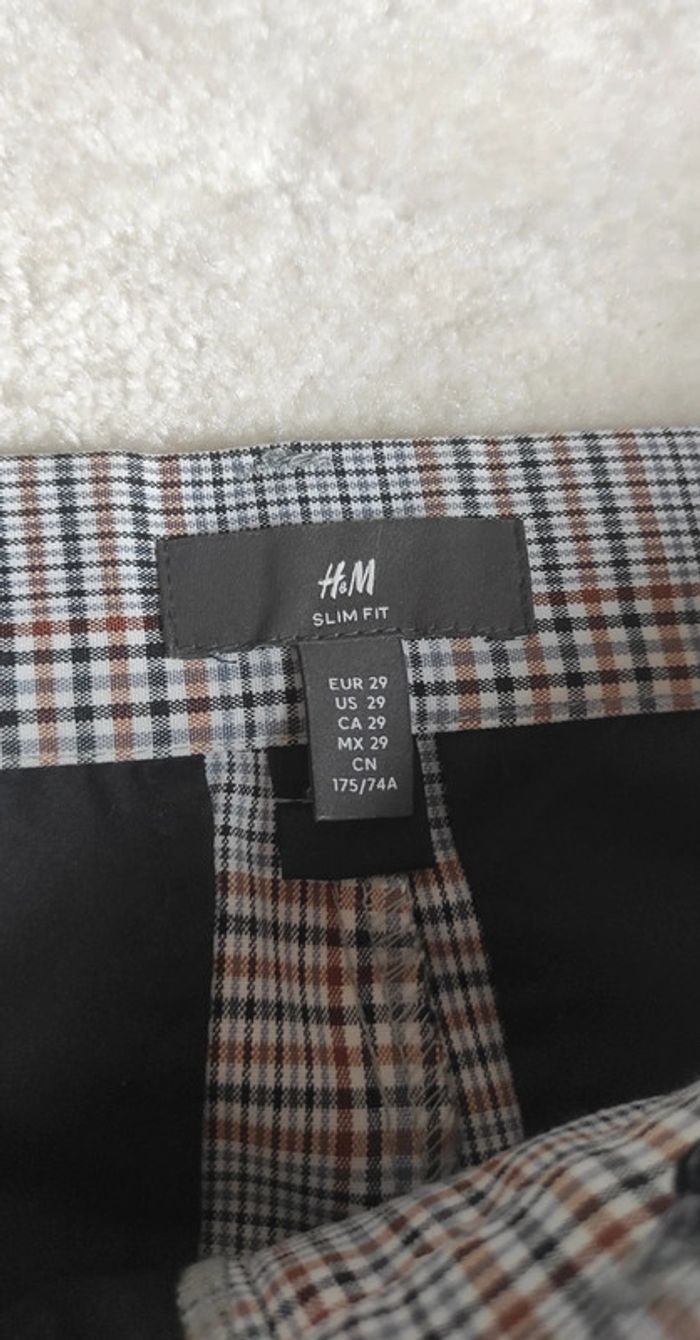 H&M
SLIM FIT
EUR 29
US 29
CA 29
MX 29
CN
175/74A